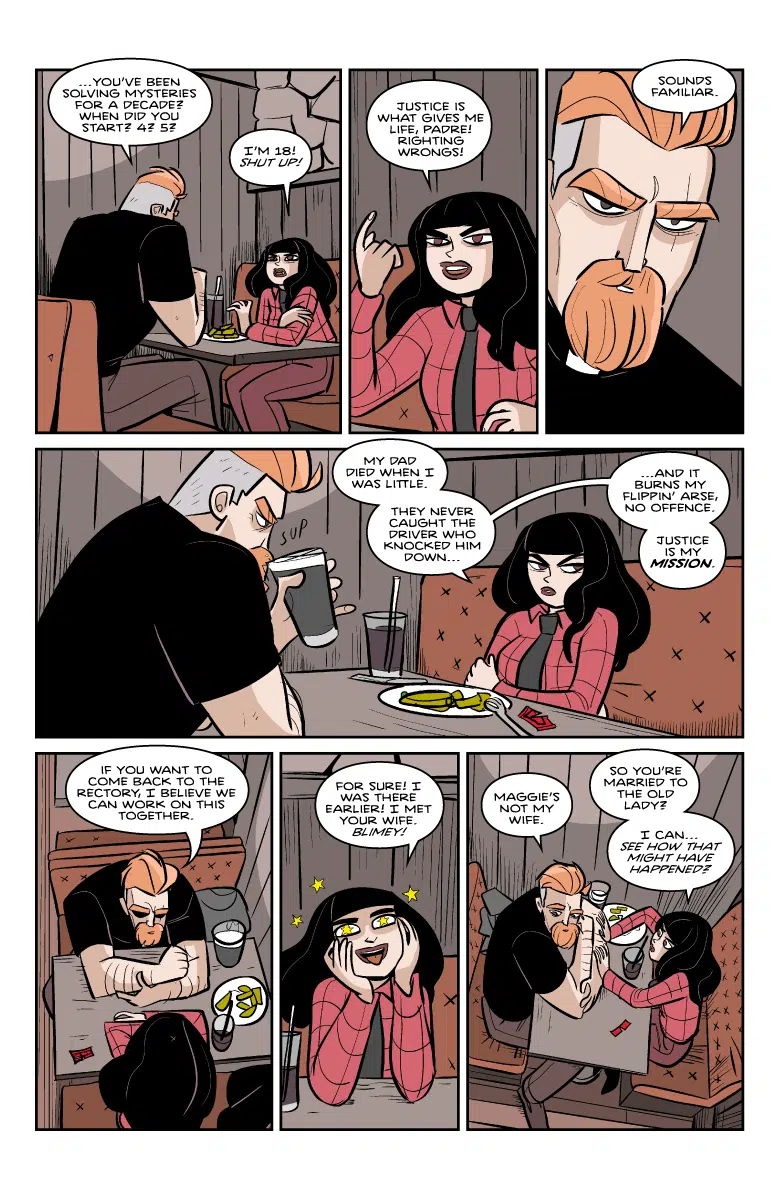 ...YOU'VE BEEN
SOLVING MYSTERIES
FOR A DECADE?
WHEN DID YOU
START? 4? 5?
I'M 18!
SHUT UP!
JUSTICE IS
WHAT GIVES ME
LIFE, PADRE!
RIGHTING
WRONGS!
SOUNDS
FAMILIAR.
SUP
MY DAD
DIED WHEN I
WAS LITTLE.
THEY NEVER
CAUGHT THE
DRIVER WHO
KNOCKED HIM
DOWN...
...AND IT
BURNS MY
FLIPPIN' ARSE,
NO OFFENCE.
JUSTICE
IS MY
MISSION.
IF YOU WANT TO
COME BACK TO THE
RECTORY, I BELIEVE WE
CAN WORK ON THIS
TOGETHER.
FOR SURE! I
WAS THERE
EARLIER! I MET
YOUR WIFE.
BLIMEY!
MAGGIE'S
NOT MY
WIFE.
SO YOU'RE
MARRIED TO
THE OLD
LADY?
I CAN...
SEE HOW THAT
MIGHT HAVE
HAPPENED?